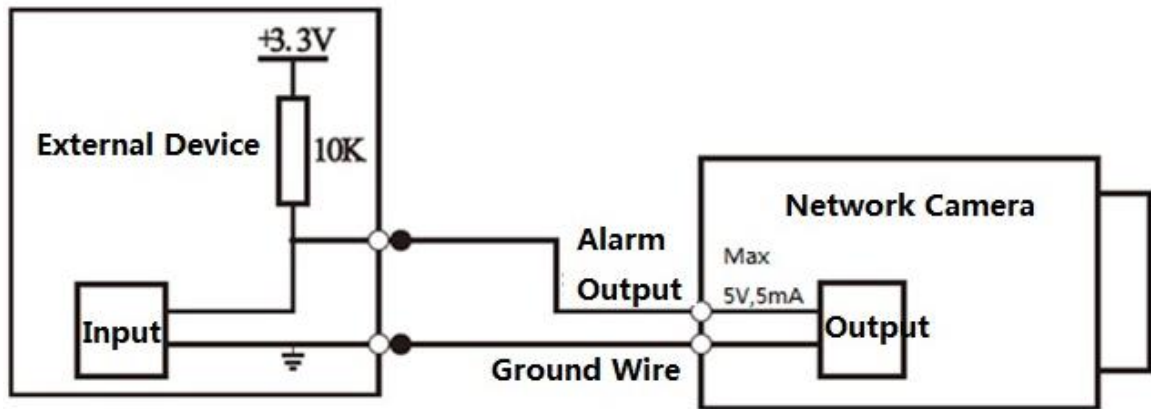 +3.3V
External Device
10K
Input
Alarm
Output
Ground Wire
Network Camera
Max
5V,5mA
Output